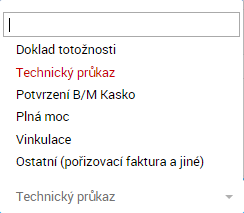 Doklad totožnosti
Technický průkaz
Potvrzení B/M Kasko
Plná moc
Vinkulace
Ostatní (pořizovací faktura a jiné)
Technický průkaz